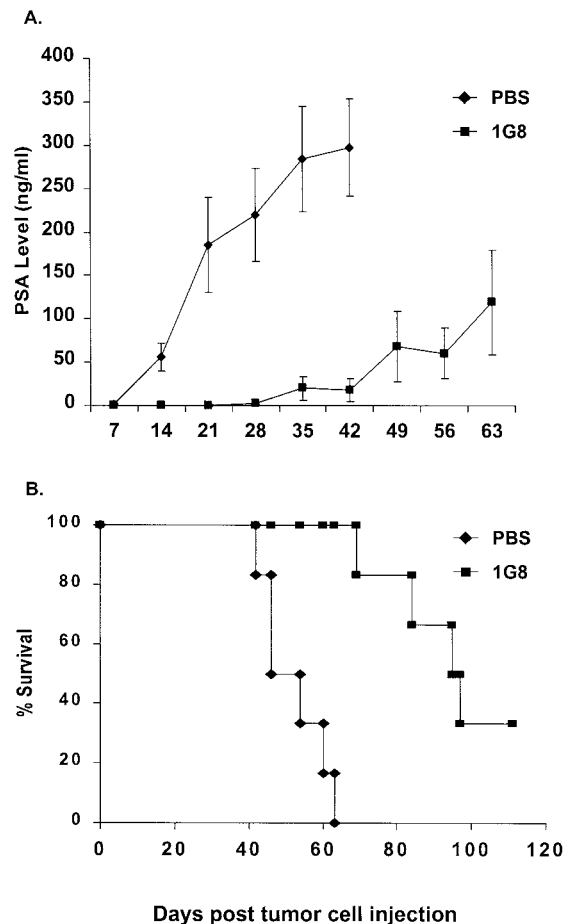 A.
400
350
300
250
200
150
100
50
0
PSA Level (ng/ml)
PBS
1G8
7 14 21 28 35 42 49 56 63
B.
100
80
60
40
20
0
% Survival
PBS
1G8
0 20 40 60 80 100 120
Days post tumor cell injection